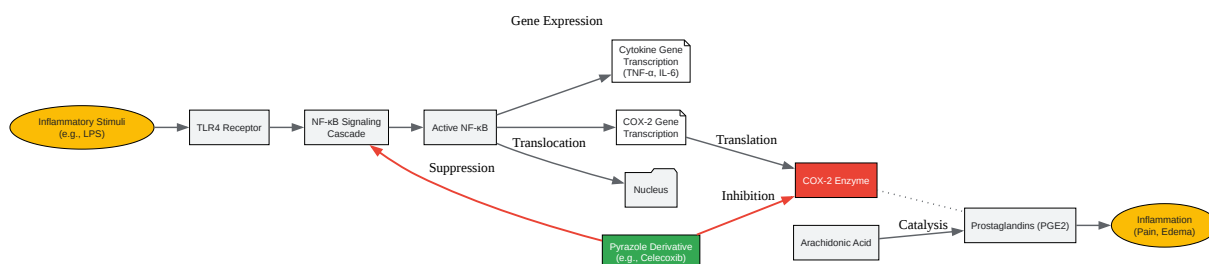 Gene Expression
Cytokine Gene
Transcription
(TNF-α, IL-6)
Inflammatory Stimuli
(e.g., LPS)
TLR4 Receptor
NF-κB Signaling
Cascade
Active NF-κB
COX-2 Gene
Transcription
Translocation
Translation
Suppression
Nucleus
COX-2 Enzyme
Inhibition
Catalysis
Prostaglandins (PGE2)
Inflammation
(Pain, Edema)
Arachidonic Acid
Pyrazole Derivative
(e.g., Celecoxib)